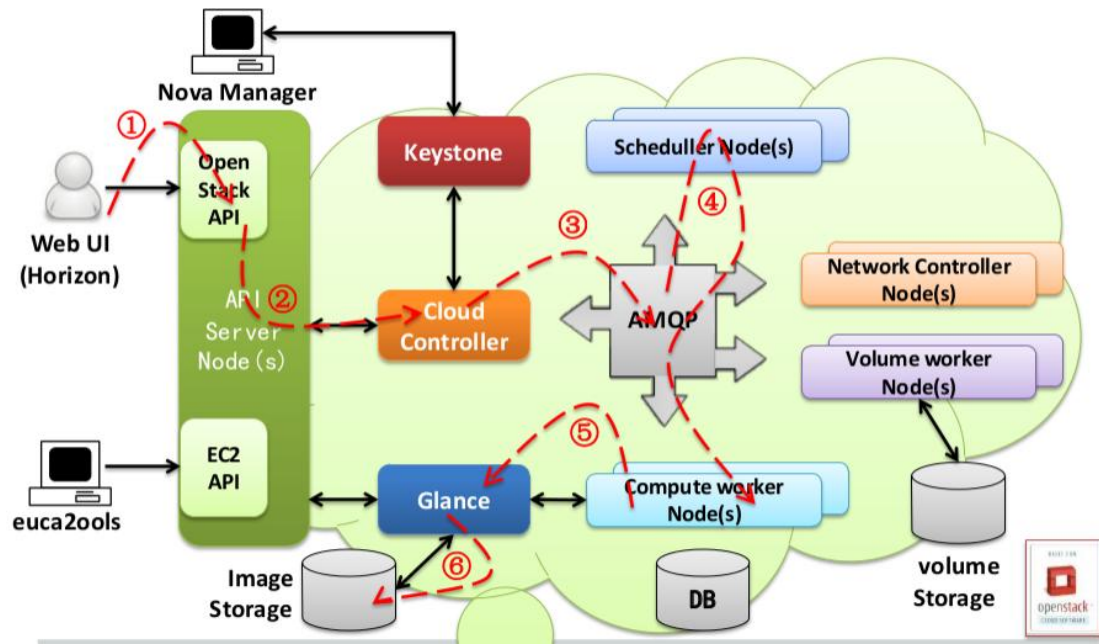 Nova Manager
①
Keystone
Scheduller Node(s)
Open
Stack
API
④
Web UI
(Horizon)
③
②
API
Server
Node(s)
Cloud
Controller
AMQP
Network Controller
Node(s)
Volume worker
Node(s)
⑤
EC2
API
Glance
Compute worker
Node(s)
euca2ools
⑥
Image
Storage
DB
volume
Storage
openstack
CLOUD SOFTWARE